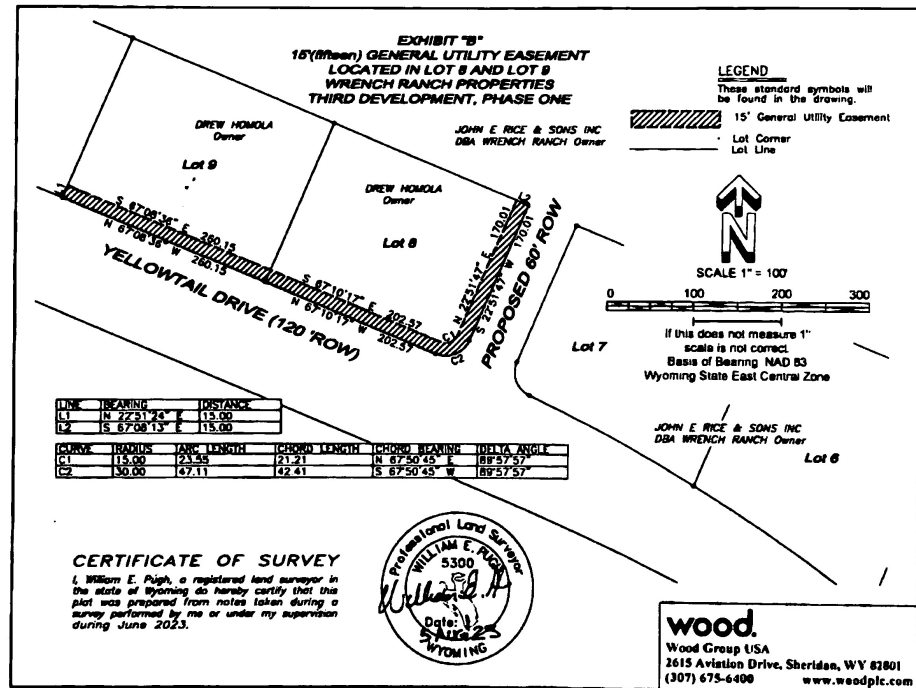 EXHIBIT "B"
15'(fifteen) GENERAL UTILITY EASEMENT
LOCATED IN LOT 8 AND LOT 9
WRENCH RANCH PROPERTIES
THIRD DEVELOPMENT, PHASE ONE
LEGEND
These standard symbols will
be found in the drawing.
15' General Utility Easement
Lot Corner
Lot Line
DREW HOMOLA
Owner
Lot 9
JOHN E RICE & SONS INC
DBA WRENCH RANCH Owner
DREW HOMOLA
Owner
Lot 8
L1
S 67°08'36" E 260.15
N 67°08'36" W 260.15
S 67°10'17" E 202.57
N 67°10'17" W 202.57
N 22°51'47" E 170.01
S 22°51'47" W 170.01
L2
C1
C2
YELLOWTAIL DRIVE (120 'ROW)
PROPOSED 60' ROW
N
SCALE 1" = 100'
0 100 200 300
If this does not measure 1"
scale is not correct.
Basis of Bearing NAD 83
Wyoming State East Central Zone
Lot 7
JOHN E RICE & SONS INC
DBA WRENCH RANCH Owner
Lot 6
LINE BEARING DISTANCE
L1 N 22°51'24" E 15.00
L2 S 67°08'13" E 15.00
CURVE RADIUS ARC LENGTH CHORD LENGTH CHORD BEARING DELTA ANGLE
C1 15.00 23.55 21.21 N 67°50'45" E 89°57'57"
C2 30.00 47.11 42.41 S 67°50'45" W 89°57'57"
CERTIFICATE OF SURVEY
I, William E. Pugh, a registered land surveyor in
the state of Wyoming do hereby certify that this
plat was prepared from notes taken during a
survey performed by me or under my supervision
during June 2023.
Professional Land Surveyor
WILLIAM E. PUGH
5300
Date:
WYOMING
wood.
Wood Group USA
2615 Aviation Drive, Sheridan, WY 82801
(307) 675-6400 www.woodplc.com